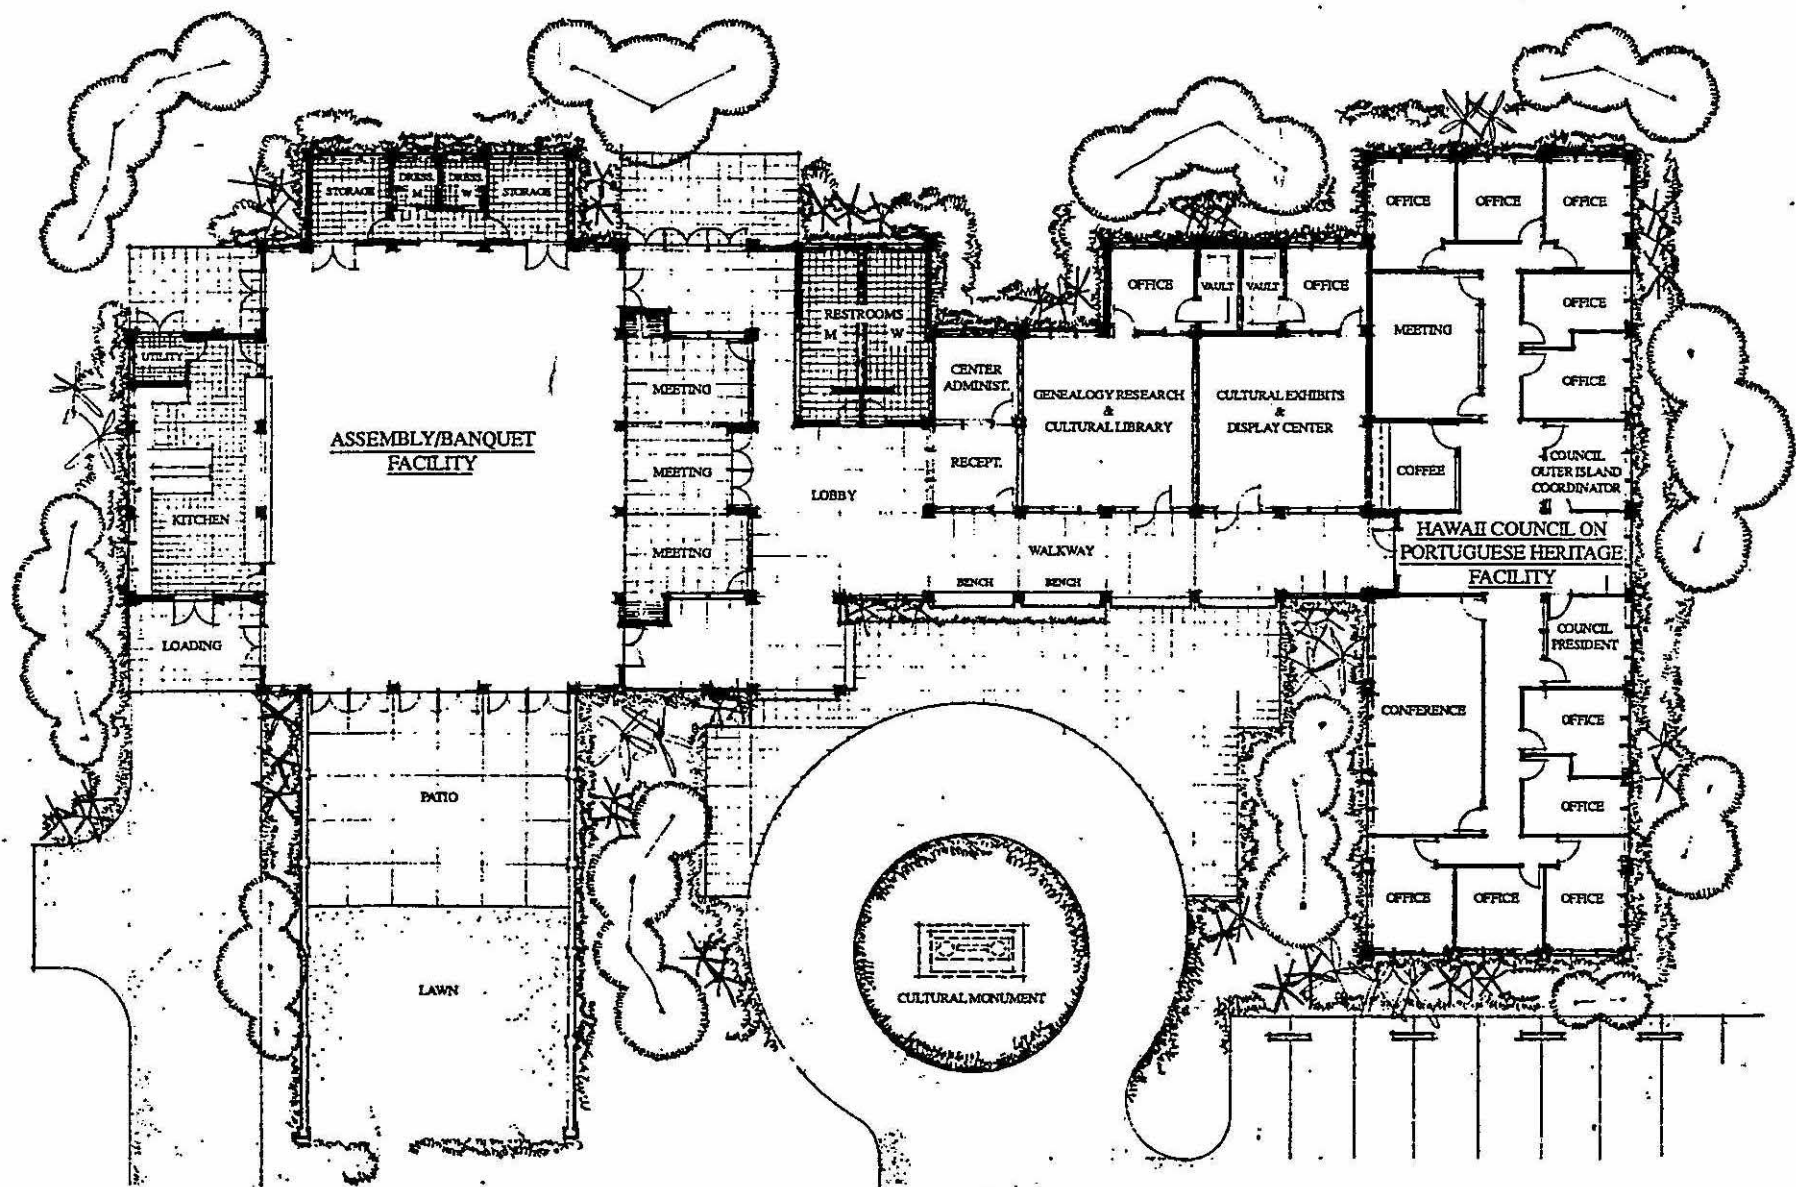 STORAGE
DRESS.
M
DRESS.
W
STORAGE
OFFICE
OFFICE
OFFICE
OFFICE
VAULT
VAULT
OFFICE
OFFICE
RESTROOMS
M
W
MEETING
UTILITY
CENTER
ADMINIST.
OFFICE
MEETING
GENEALOGY RESEARCH
&
CULTURAL LIBRARY
CULTURAL EXHIBITS
&
DISPLAY CENTER
ASSEMBLY/BANQUET
FACILITY
MEETING
RECEPT.
COFFEE
COUNCIL
OUTER ISLAND
COORDINATOR
LOBBY
KITCHEN
MEETING
WALKWAY
BENCH
BENCH
HAWAII COUNCIL ON
PORTUGUESE HERITAGE
FACILITY
LOADING
COUNCIL
PRESIDENT
CONFERENCE
OFFICE
PATIO
OFFICE
OFFICE
OFFICE
OFFICE
LAWN
CULTURAL MONUMENT